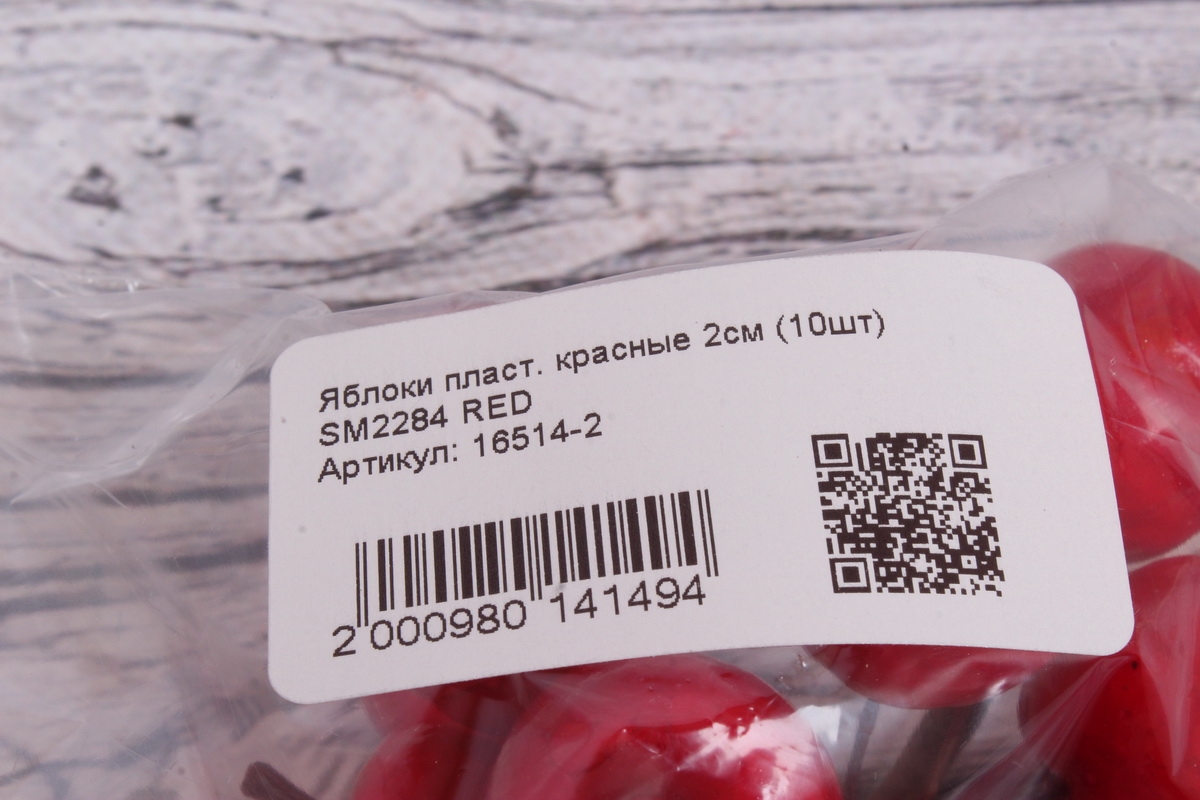 Яблоки пласт. красные 2см (10шт)
SM2284 RED
Артикул: 16514-2
2 000980 141494